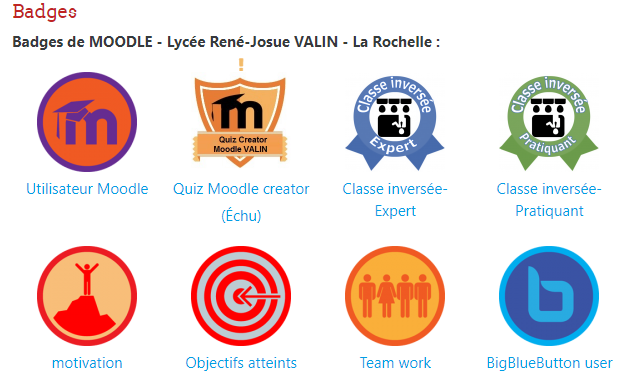 Badges
Badges de MOODLE - Lycée René-Josue VALIN - La Rochelle :
!
m
m
Quiz Creator
Moodle VALIN
Classe inversée
Expert
Classe inversée
Pratiquant
Utilisateur Moodle
Quiz Moodle creator
(Échu)
Classe inversée-
Expert
Classe inversée-
Pratiquant
b
motivation
Objectifs atteints
Team work
BigBlueButton user